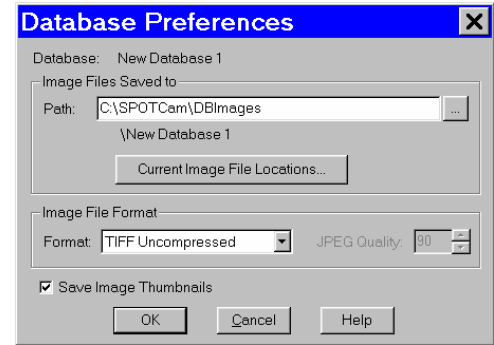 Database Preferences
Database: New Database 1
Image Files Saved to
Path: C:\SPOTCam\DBImages ...
\New Database 1
Current Image File Locations...
Image File Format
Format: TIFF Uncompressed JPEG Quality: 90
Save Image Thumbnails
OK Cancel Help